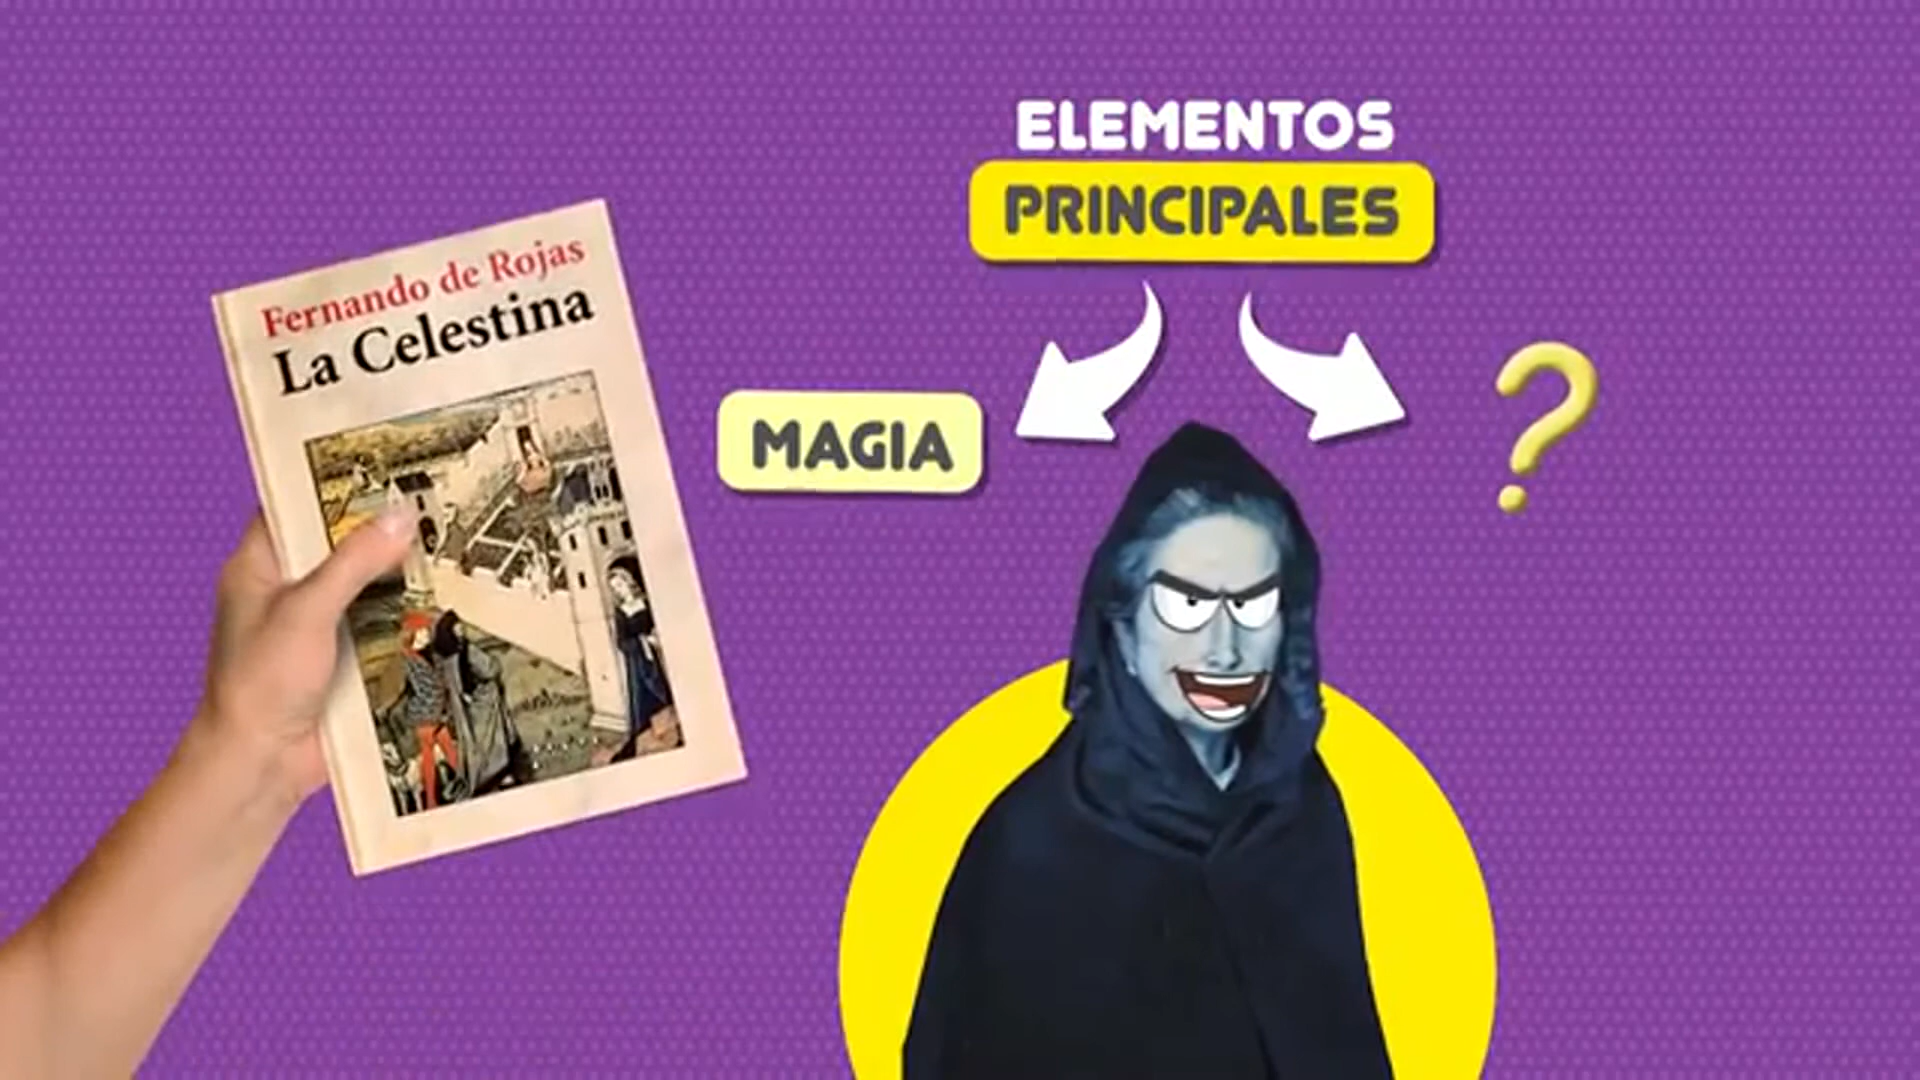 ELEMENTOS
PRINCIPALES
Fernando de Rojas
La Celestina
MAGIA
?